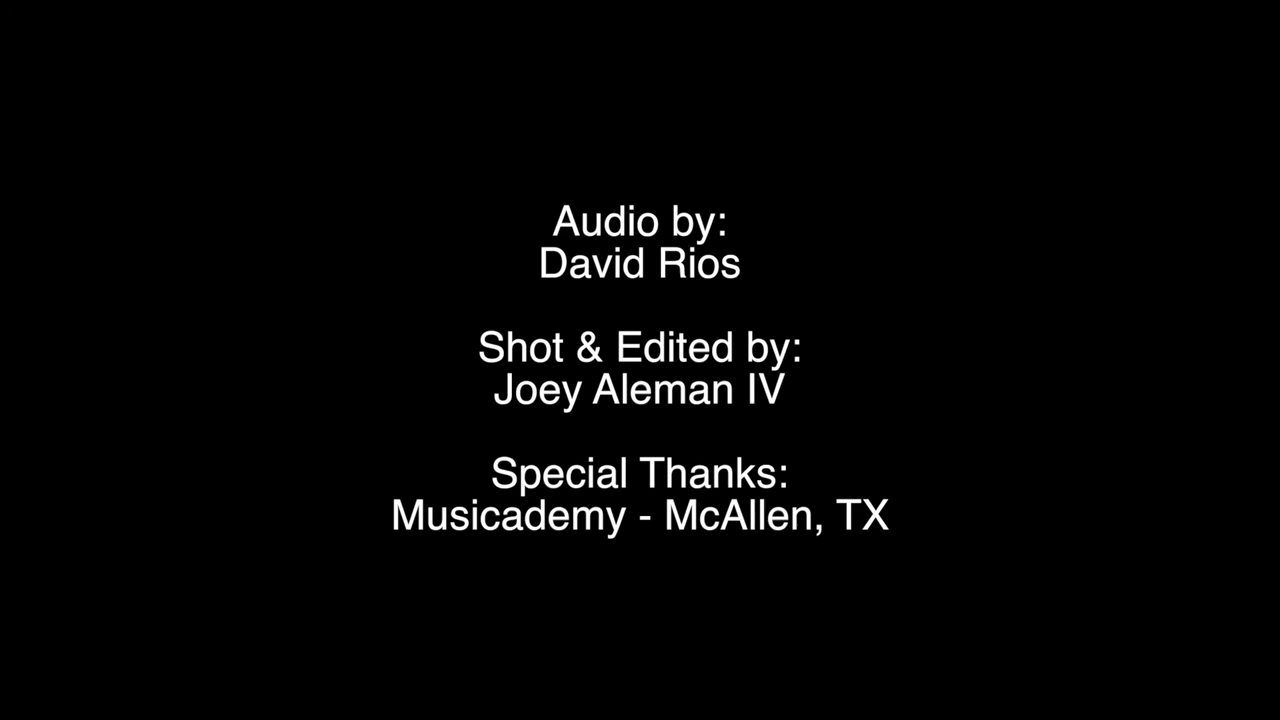 Audio by:
David Rios
Shot & Edited by:
Joey Aleman IV
Special Thanks:
Musicademy - McAllen, TX